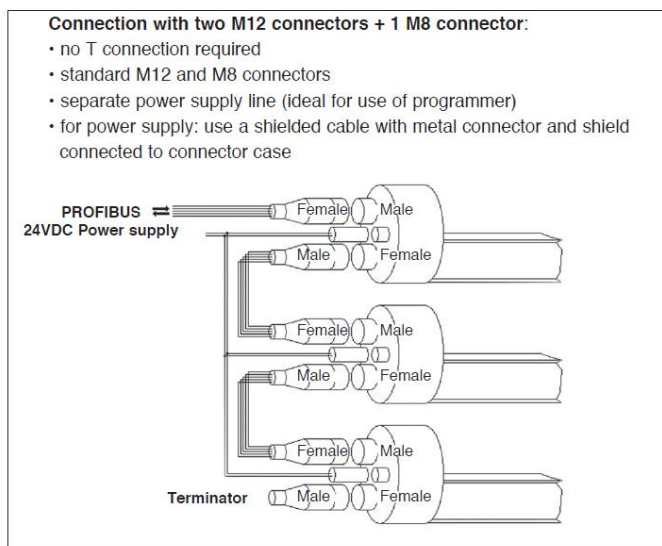 Connection with two M12 connectors + 1 M8 connector:
• no T connection required
• standard M12 and M8 connectors
• separate power supply line (ideal for use of programmer)
• for power supply: use a shielded cable with metal connector and shield
connected to connector case
PROFIBUS ⇄ Female Male
24VDC Power supply
Male Female
Female Male
Male Female
Female Male
Terminator Male Female